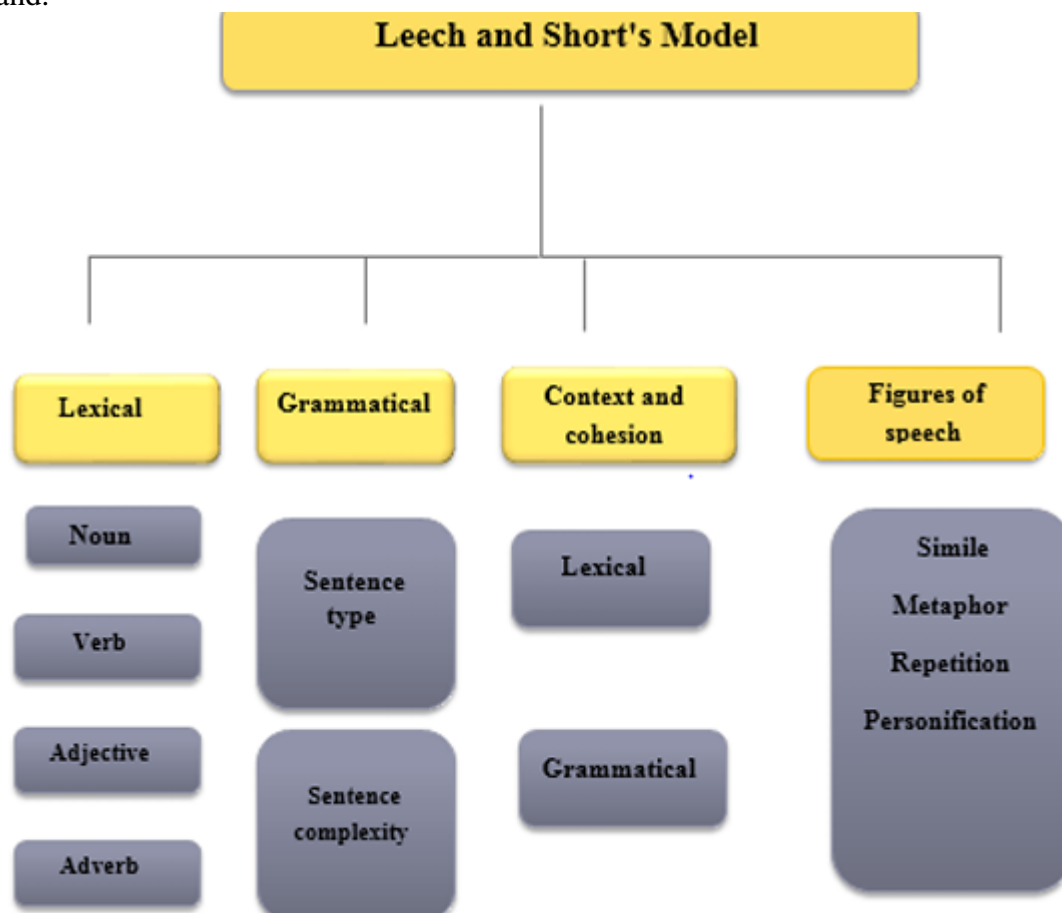 and.
Leech and Short's Model
Lexical
Grammatical
Context and
cohesion
Figures of
speech
Noun
Verb
Adjective
Adverb
Sentence
type
Sentence
complexity
Lexical
Grammatical
Simile
Metaphor
Repetition
Personification